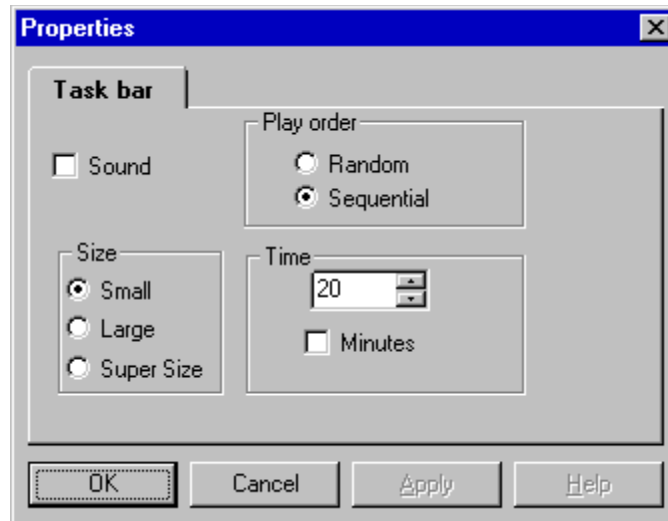 Properties
Task bar
Sound
Play order
Random
Sequential
Size
Small
Large
Super Size
Time
20
Minutes
OK Cancel Apply Help